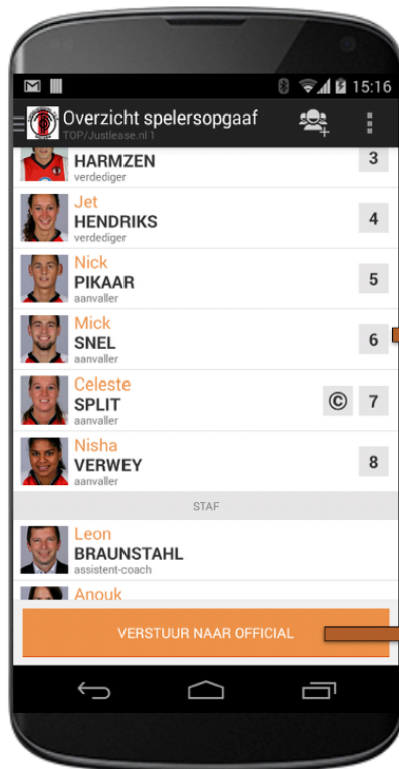 15:16
Overzicht spelersopgaaf
TOP/Justlease.nl 1
HARMZEN
verdediger
3
Jet
HENDRIKS
verdediger
4
Nick
PIKAAR
aanvaller
5
Mick
SNEL
aanvaller
6
Celeste
SPLIT
aanvaller
© 7
Nisha
VERWEY
aanvaller
8
STAF
Leon
BRAUNSTAHL
assistent-coach
Anouk
VERSTUUR NAAR OFFICIAL